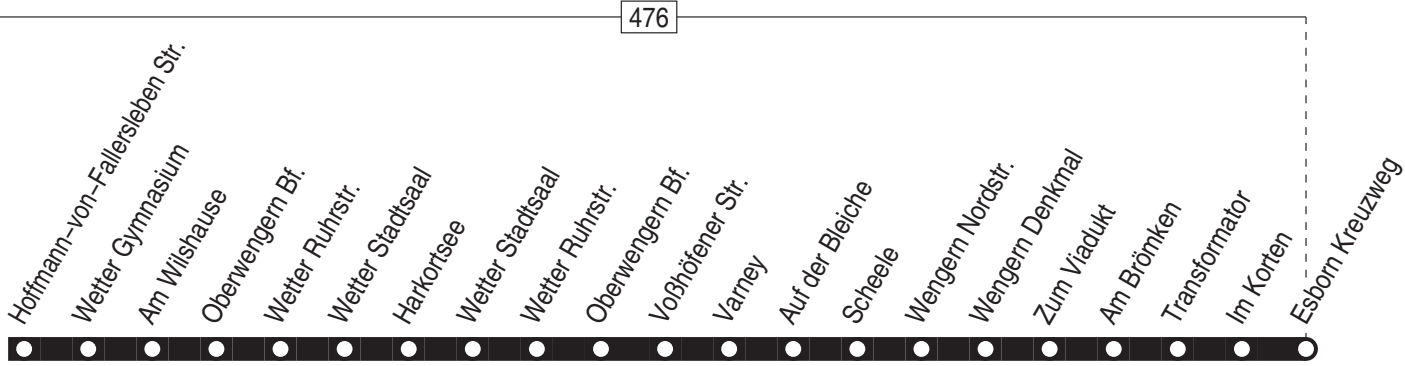 476
Hoffmann–von–Fallersleben Str.
Wetter Gymnasium
Am Wilshause
Oberwengern Bf.
Wetter Ruhrstr.
Wetter Stadtsaal
Harkortsee
Wetter Stadtsaal
Wetter Ruhrstr.
Oberwengern Bf.
Voßhöfener Str.
Varney
Auf der Bleiche
Scheele
Wengern Nordstr.
Wengern Denkmal
Zum Viadukt
Am Brömken
Transformator
Im Korten
Esborn Kreuzweg